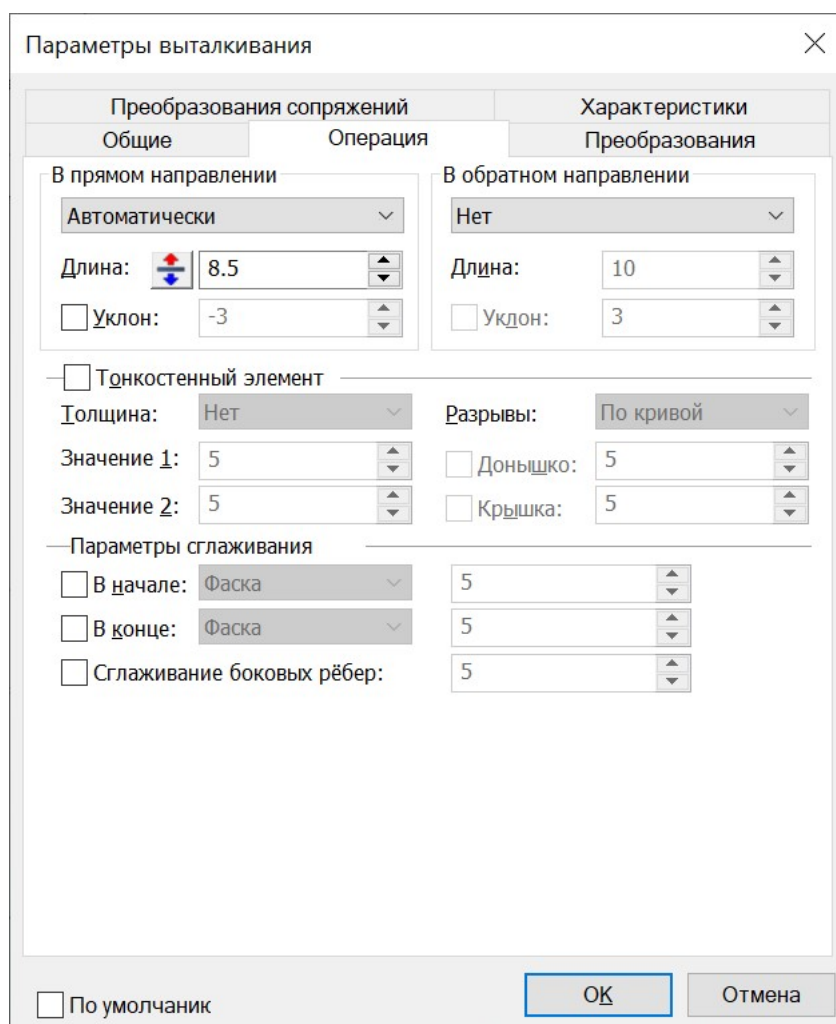 Параметры выталкивания
Преобразования сопряжений Характеристики
Общие Операция Преобразования
В прямом направлении В обратном направлении
Автоматически Нет
Длина: 8.5 Длина: 10
Уклон: -3 Уклон: 3
Тонкостенный элемент
Толщина: Нет Разрывы: По кривой
Значение 1: 5 Донышко: 5
Значение 2: 5 Крышка: 5
Параметры сглаживания
В начале: Фаска 5
В конце: Фаска 5
Сглаживание боковых рёбер: 5
По умолчаник OK Отмена